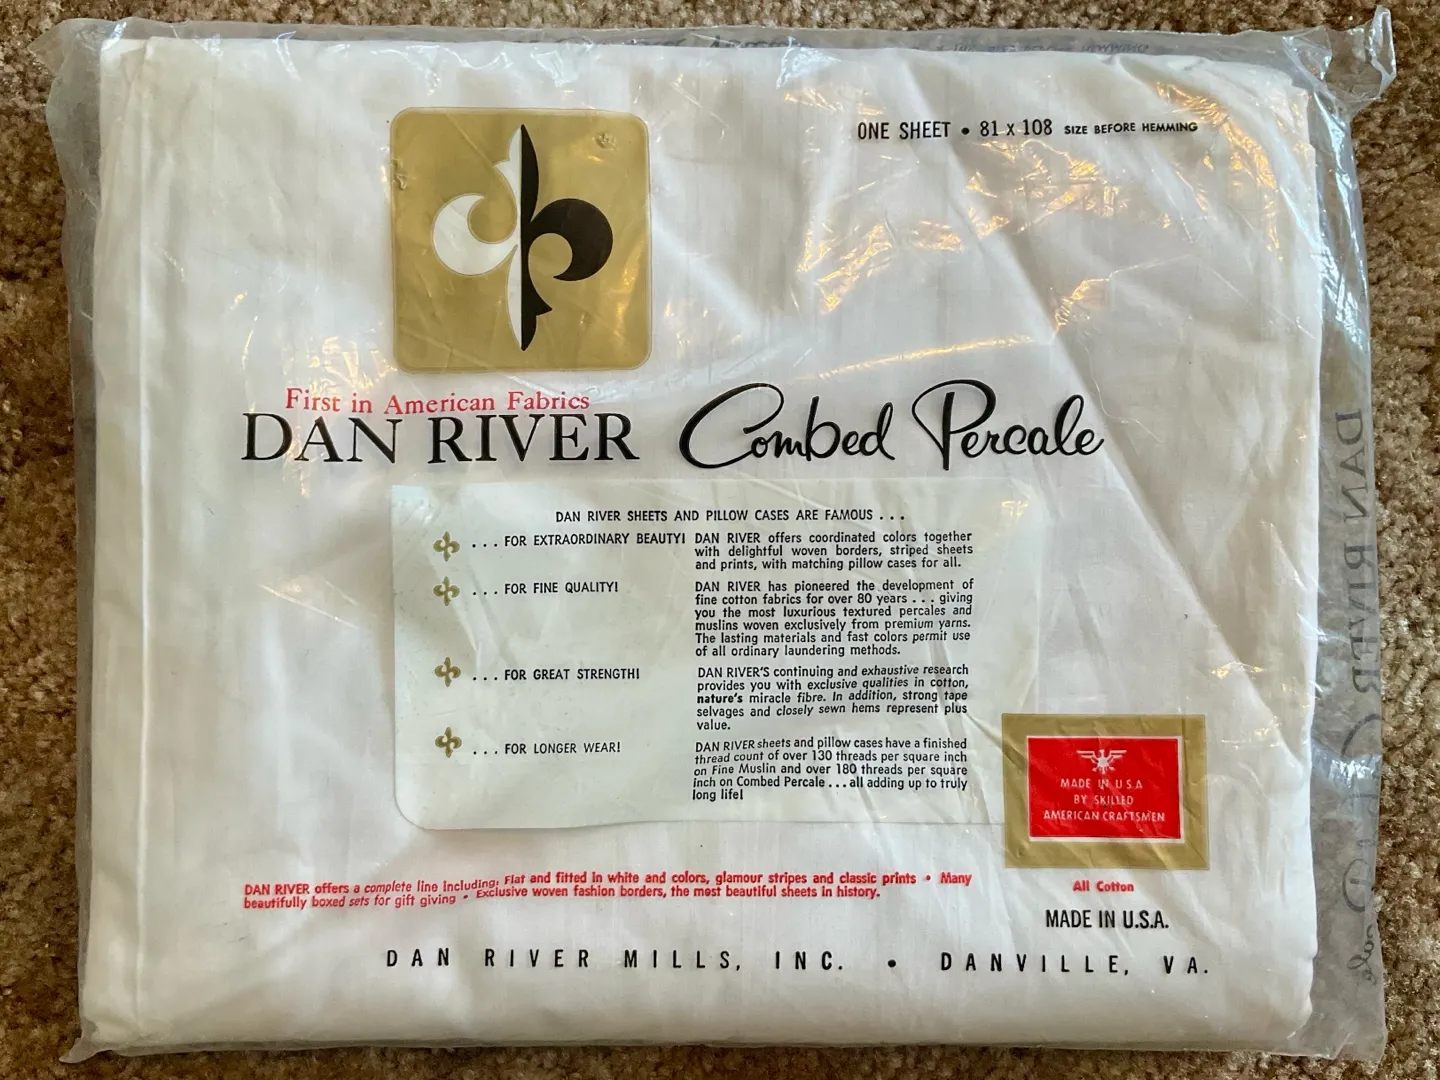 ONE SHEET • 81 x 108 SIZE BEFORE HEMMING
First in American Fabrics
DAN RIVER Combed Percale
DAN RIVER SHEETS AND PILLOW CASES ARE FAMOUS . . .
. . . FOR EXTRAORDINARY BEAUTY!
DAN RIVER offers coordinated colors together
with delightful woven borders, striped sheets
and prints, with matching pillow cases for all.
. . . FOR FINE QUALITY!
DAN RIVER has pioneered the development of
fine cotton fabrics for over 80 years . . . giving
you the most luxurious textured percales and
muslins woven exclusively from premium yarns.
The lasting materials and fast colors permit use
of all ordinary laundering methods.
. . . FOR GREAT STRENGTH!
DAN RIVER'S continuing and exhaustive research
provides you with exclusive qualities in cotton,
nature's miracle fibre. In addition, strong tape
selvages and closely sewn hems represent plus
value.
. . . FOR LONGER WEAR!
DAN RIVER sheets and pillow cases have a finished
thread count of over 130 threads per square inch
on Fine Muslin and over 180 threads per square
inch on Combed Percale . . . all adding up to truly
long life!
MADE IN U.S.A
BY SKILLED
AMERICAN CRAFTSMEN
DAN RIVER offers a complete line including: Flat and fitted in white and colors, glamour stripes and classic prints • Many
beautifully boxed sets for gift giving • Exclusive woven fashion borders, the most beautiful sheets in history.
All Cotton
MADE IN U.S.A.
DAN RIVER MILLS, INC. • DANVILLE, VA.
DAN RIVER